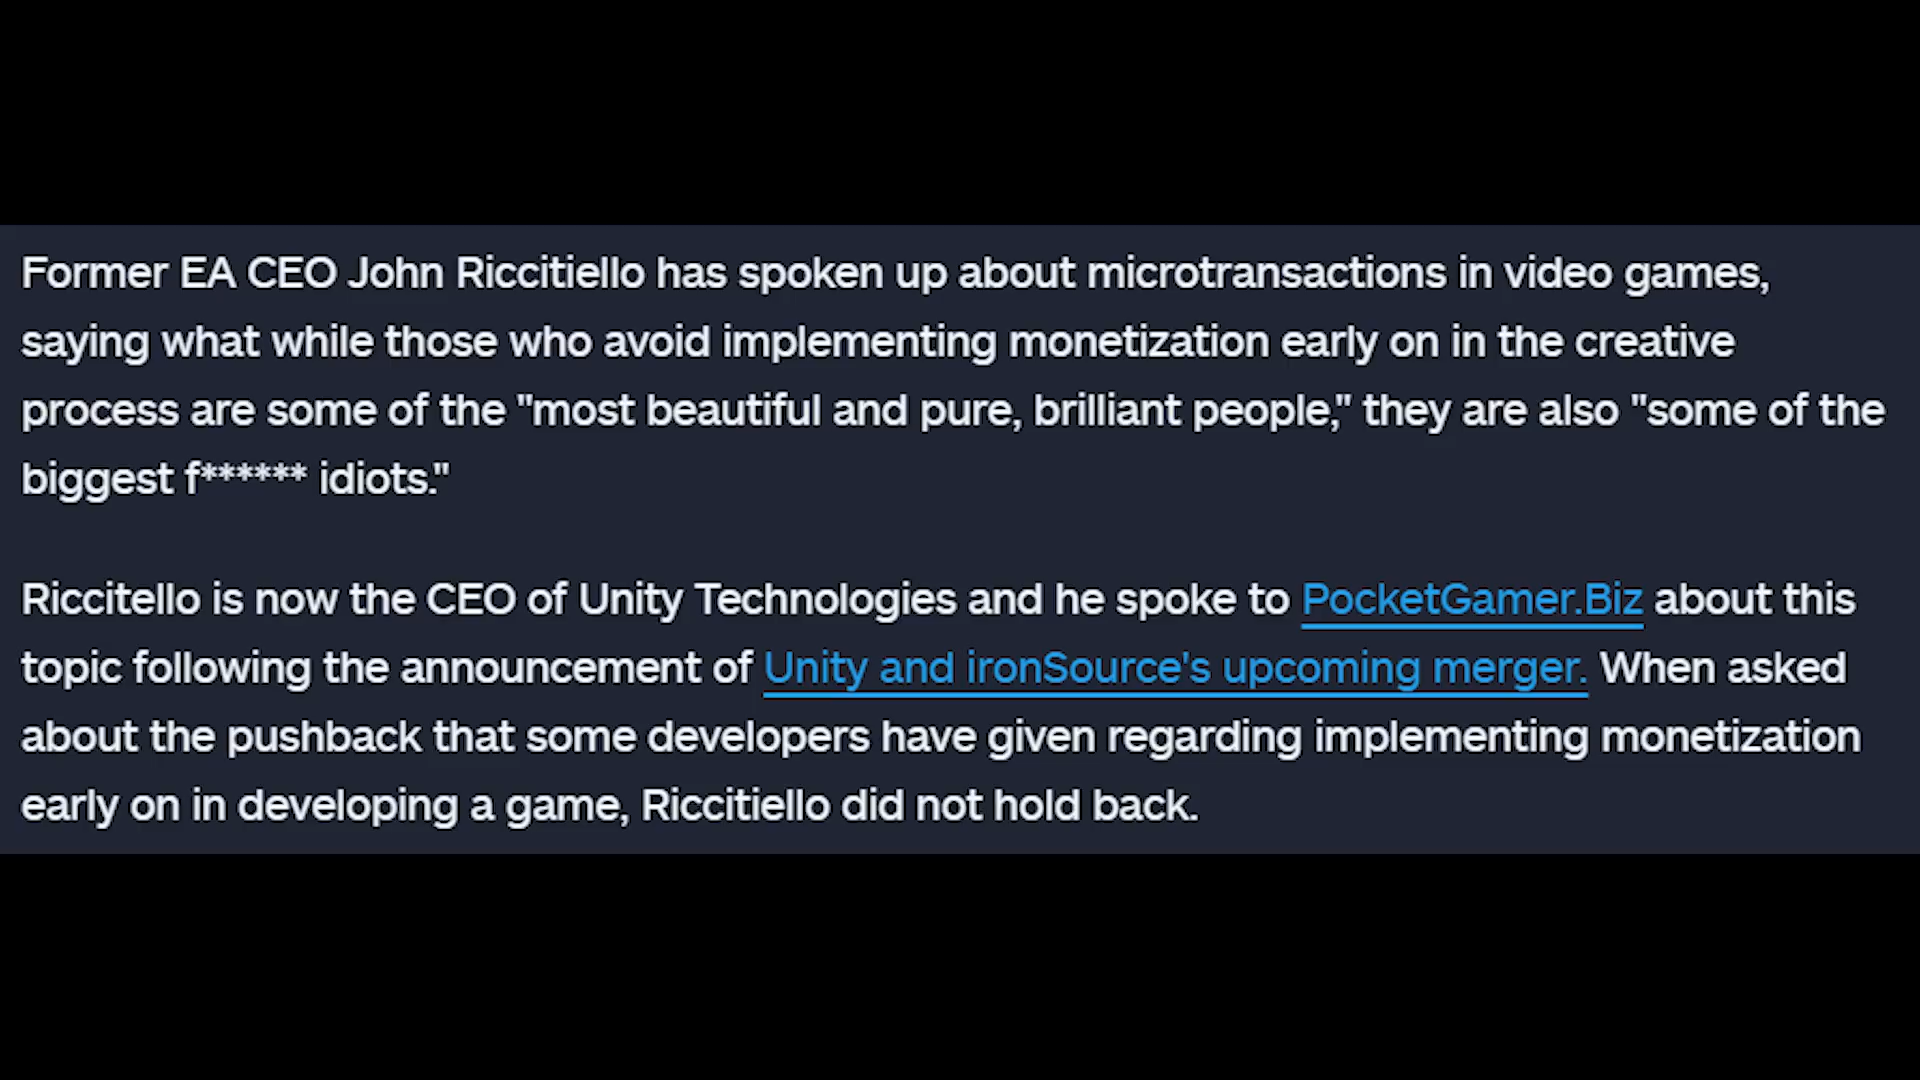 Former EA CEO John Riccitiello has spoken up about microtransactions in video games,
saying what while those who avoid implementing monetization early on in the creative
process are some of the "most beautiful and pure, brilliant people," they are also "some of the
biggest f****** idiots."
Riccitello is now the CEO of Unity Technologies and he spoke to PocketGamer.Biz about this
topic following the announcement of Unity and ironSource's upcoming merger. When asked
about the pushback that some developers have given regarding implementing monetization
early on in developing a game, Riccitiello did not hold back.